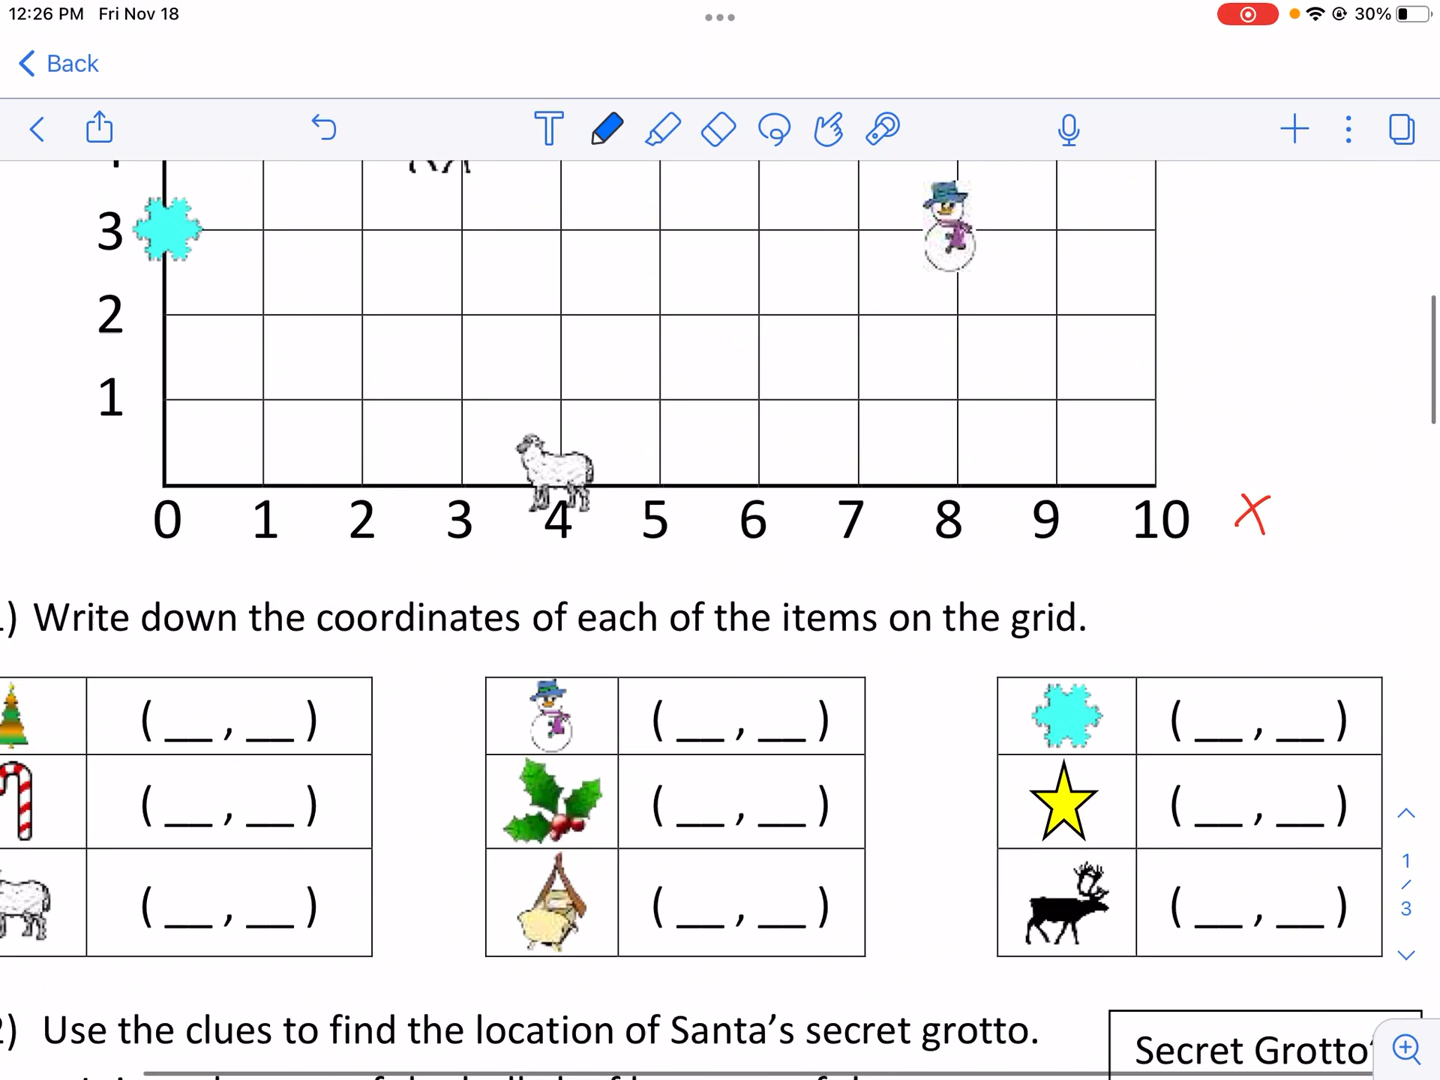 12:26 PM Fri Nov 18
30%
Back
T
3
2
1
0 1 2 3 4 5 6 7 8 9 10 X
) Write down the coordinates of each of the items on the grid.
( __ , __ ) ( __ , __ ) ( __ , __ )
( __ , __ ) ( __ , __ ) ( __ , __ )
( __ , __ ) ( __ , __ ) ( __ , __ )
1 / 3
2) Use the clues to find the location of Santa's secret grotto.
Secret Grotto